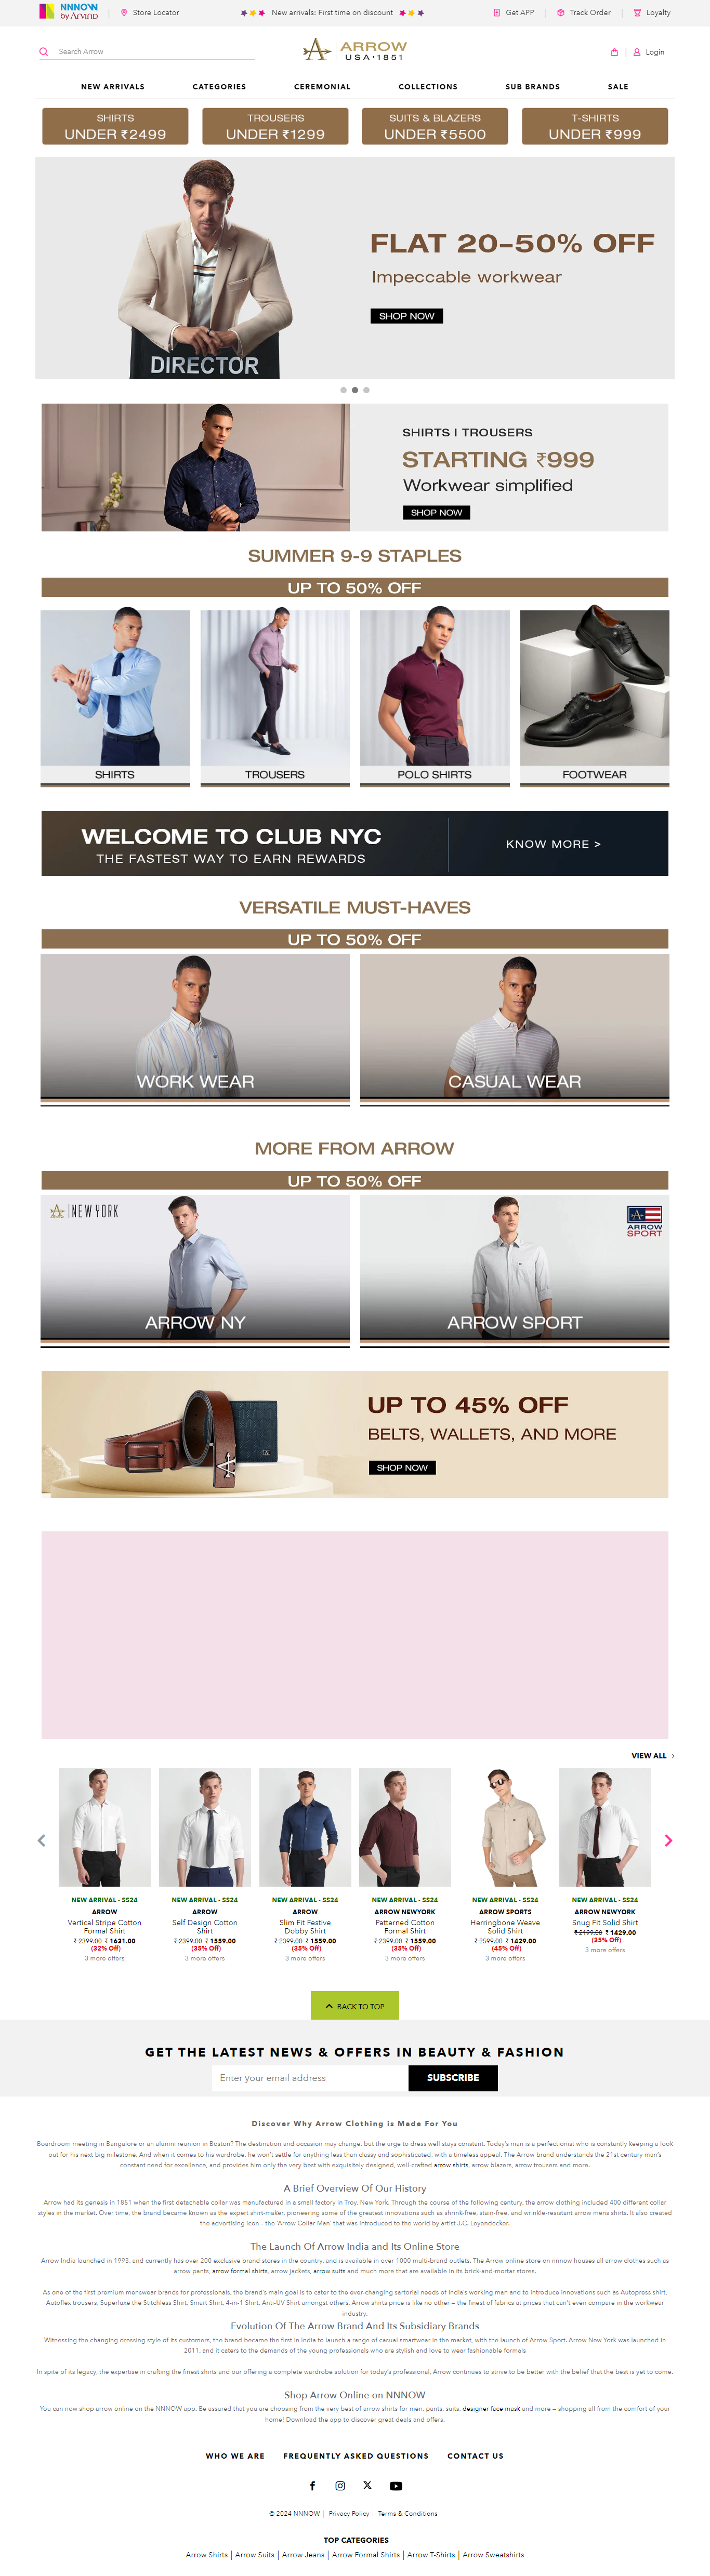 NNNOW
by Arvind
Store Locator
New arrivals: First time on discount
Get APP
Track Order
Loyalty
Search Arrow
ARROW
USA•1851
Login
NEW ARRIVALS
CATEGORIES
CEREMONIAL
COLLECTIONS
SUB BRANDS
SALE
SHIRTS
UNDER ₹2499
TROUSERS
UNDER ₹1299
SUITS & BLAZERS
UNDER ₹5500
T-SHIRTS
UNDER ₹999
FLAT 20-50% OFF
Impeccable workwear
SHOP NOW
DIRECTOR
SHIRTS | TROUSERS
STARTING ₹999
Workwear simplified
SHOP NOW
SUMMER 9-9 STAPLES
UP TO 50% OFF
SHIRTS
TROUSERS
POLO SHIRTS
FOOTWEAR
WELCOME TO CLUB NYC
THE FASTEST WAY TO EARN REWARDS
KNOW MORE >
VERSATILE MUST-HAVES
UP TO 50% OFF
WORK WEAR
CASUAL WEAR
MORE FROM ARROW
UP TO 50% OFF
NEW YORK
ARROW NY
ARROW
SPORT
ARROW SPORT
UP TO 45% OFF
BELTS, WALLETS, AND MORE
SHOP NOW
VIEW ALL >
NEW ARRIVAL - SS24
ARROW
Vertical Stripe Cotton
Formal Shirt
₹2399.00 ₹1631.00
(32% Off)
3 more offers
NEW ARRIVAL - SS24
ARROW
Self Design Cotton
Shirt
₹2399.00 ₹1559.00
(35% Off)
3 more offers
NEW ARRIVAL - SS24
ARROW
Slim Fit Festive
Dobby Shirt
₹2399.00 ₹1559.00
(35% Off)
3 more offers
NEW ARRIVAL - SS24
ARROW NEWYORK
Patterned Cotton
Formal Shirt
₹2399.00 ₹1559.00
(35% Off)
3 more offers
NEW ARRIVAL - SS24
ARROW SPORTS
Herringbone Weave
Solid Shirt
₹2599.00 ₹1429.00
(45% Off)
3 more offers
NEW ARRIVAL - SS24
ARROW NEWYORK
Snug Fit Solid Shirt
₹2199.00 ₹1429.00
(35% Off)
3 more offers
BACK TO TOP
GET THE LATEST NEWS & OFFERS IN BEAUTY & FASHION
Enter your email address
SUBSCRIBE
Discover Why Arrow Clothing is Made For You
Boardroom meeting in Bangalore or an alumni reunion in Boston? The destination and occasion may change, but the urge to dress well stays constant. Today's man is a perfectionist who is constantly keeping a look
out for his next big milestone. And when it comes to his wardrobe, he won't settle for anything less than classy and sophisticated, with a timeless appeal. The Arrow brand understands the 21st century man's
constant need for excellence, and provides him only the very best with exquisitely designed, well-crafted arrow shirts, arrow blazers, arrow trousers and more.
A Brief Overview Of Our History
Arrow had its genesis in 1851 when the first detachable collar was manufactured in a small factory in Troy, New York. Through the course of the following century, the arrow clothing included 400 different collar
styles in the market. Over time, the brand became known as the expert shirt-maker, pioneering some of the greatest innovations such as shrink-free, stain-free, and wrinkle-resistant arrow mens shirts. It also created
the advertising icon - the 'Arrow Collar Man' that was introduced to the world by artist J.C. Leyendecker.
The Launch Of Arrow India and Its Online Store
Arrow India launched in 1993, and currently has over 200 exclusive brand stores in the country, and is available in over 1000 multi-brand outlets. The Arrow online store on nnnow houses all arrow clothes such as
arrow pants, arrow formal shirts, arrow jackets, arrow suits and much more that are available in its brick-and-mortar stores.
As one of the first premium menswear brands for professionals, the brand's main goal is to cater to the ever-changing sartorial needs of India's working man and to introduce innovations such as Autopress shirt,
Autoflex trousers, Superluxe the Stitchless Shirt, Smart Shirt, 4-in-1 Shirt, Anti-UV Shirt amongst others. Arrow shirts price is like no other – the finest of fabrics at prices that can't even compare in the workwear
industry.
Evolution Of The Arrow Brand And Its Subsidiary Brands
Witnessing the changing dressing style of its customers, the brand became the first in India to launch a range of casual smartwear in the market, with the launch of Arrow Sport. Arrow New York was launched in
2011, and it caters to the demands of the young professionals who are stylish and love to wear fashionable formals
In spite of its legacy, the expertise in crafting the finest shirts and our offering a complete wardrobe solution for today's professional, Arrow continues to strive to be better with the belief that the best is yet to come.
Shop Arrow Online on NNNOW
You can now shop arrow online on the NNNOW app. Be assured that you are choosing from the very best of arrow shirts for men, pants, suits, designer face mask and more – shopping all from the comfort of your
home! Download the app to discover great deals and offers.
WHO WE ARE
FREQUENTLY ASKED QUESTIONS
CONTACT US
© 2024 NNNOW | Privacy Policy | Terms & Conditions
TOP CATEGORIES
Arrow Shirts | Arrow Suits | Arrow Jeans | Arrow Formal Shirts | Arrow T-Shirts | Arrow Sweatshirts